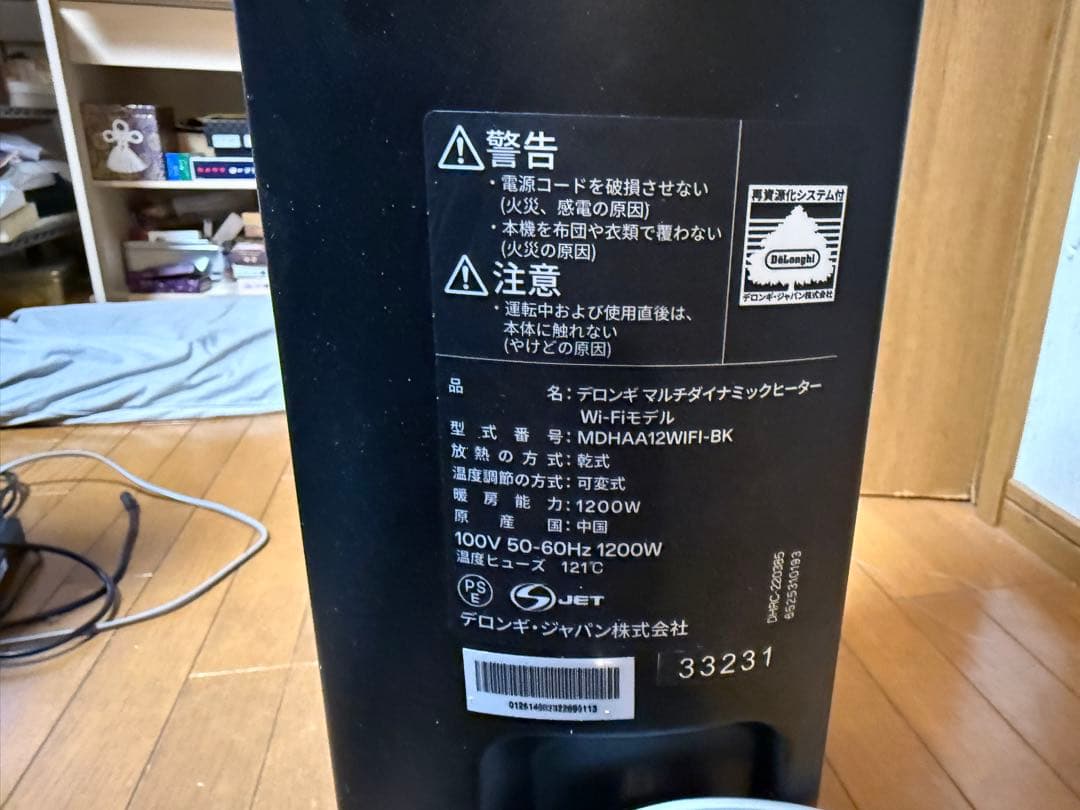 警告
・電源コードを破損させない
(火災、感電の原因)
・本機を布団や衣類で覆わない
(火災の原因)
注意
・運転中および使用直後は、
本体に触れない
(やけどの原因)
再資源化システム付
DeLonghi
デロンギ・ジャパン株式会社
品名：デロンギ マルチダイナミックヒーター
Wi-Fiモデル
型式番号：MDHAA12WIFI-BK
放熱の方式：乾式
温度調節の方式：可変式
暖房能力：1200W
原産国：中国
100V 50-60Hz 1200W
温度ヒューズ 121℃
PS
E
S JET
デロンギ・ジャパン株式会社
DHRC-220385
6525310193
33231